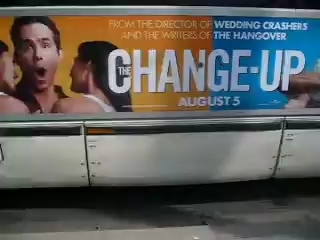 FROM THE DIRECTOR OF WEDDING CRASHERS
AND THE WRITERS OF THE HANGOVER
THE CHANGE-UP
AUGUST 5